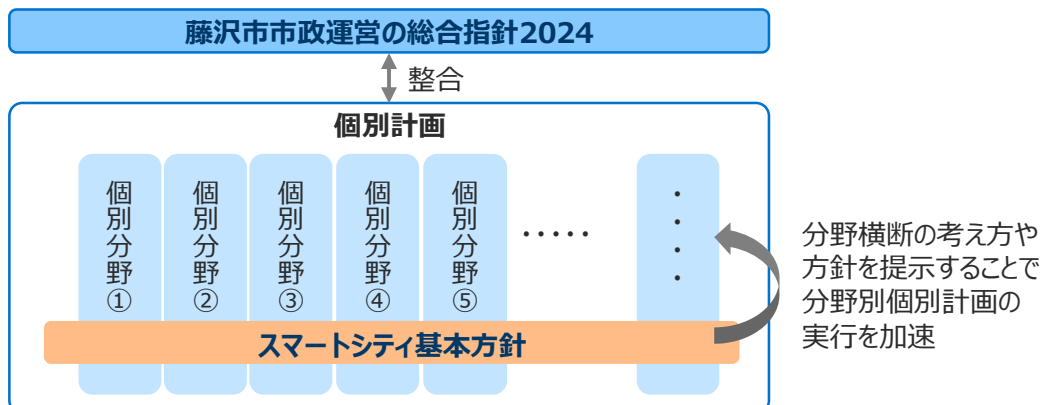 藤沢市市政運営の総合指針2024
整合
個別計画
個別分野①
個別分野②
個別分野③
個別分野④
個別分野⑤
・・・・・
・・・・
分野横断の考え方や
方針を提示することで
分野別個別計画の
実行を加速
スマートシティ基本方針